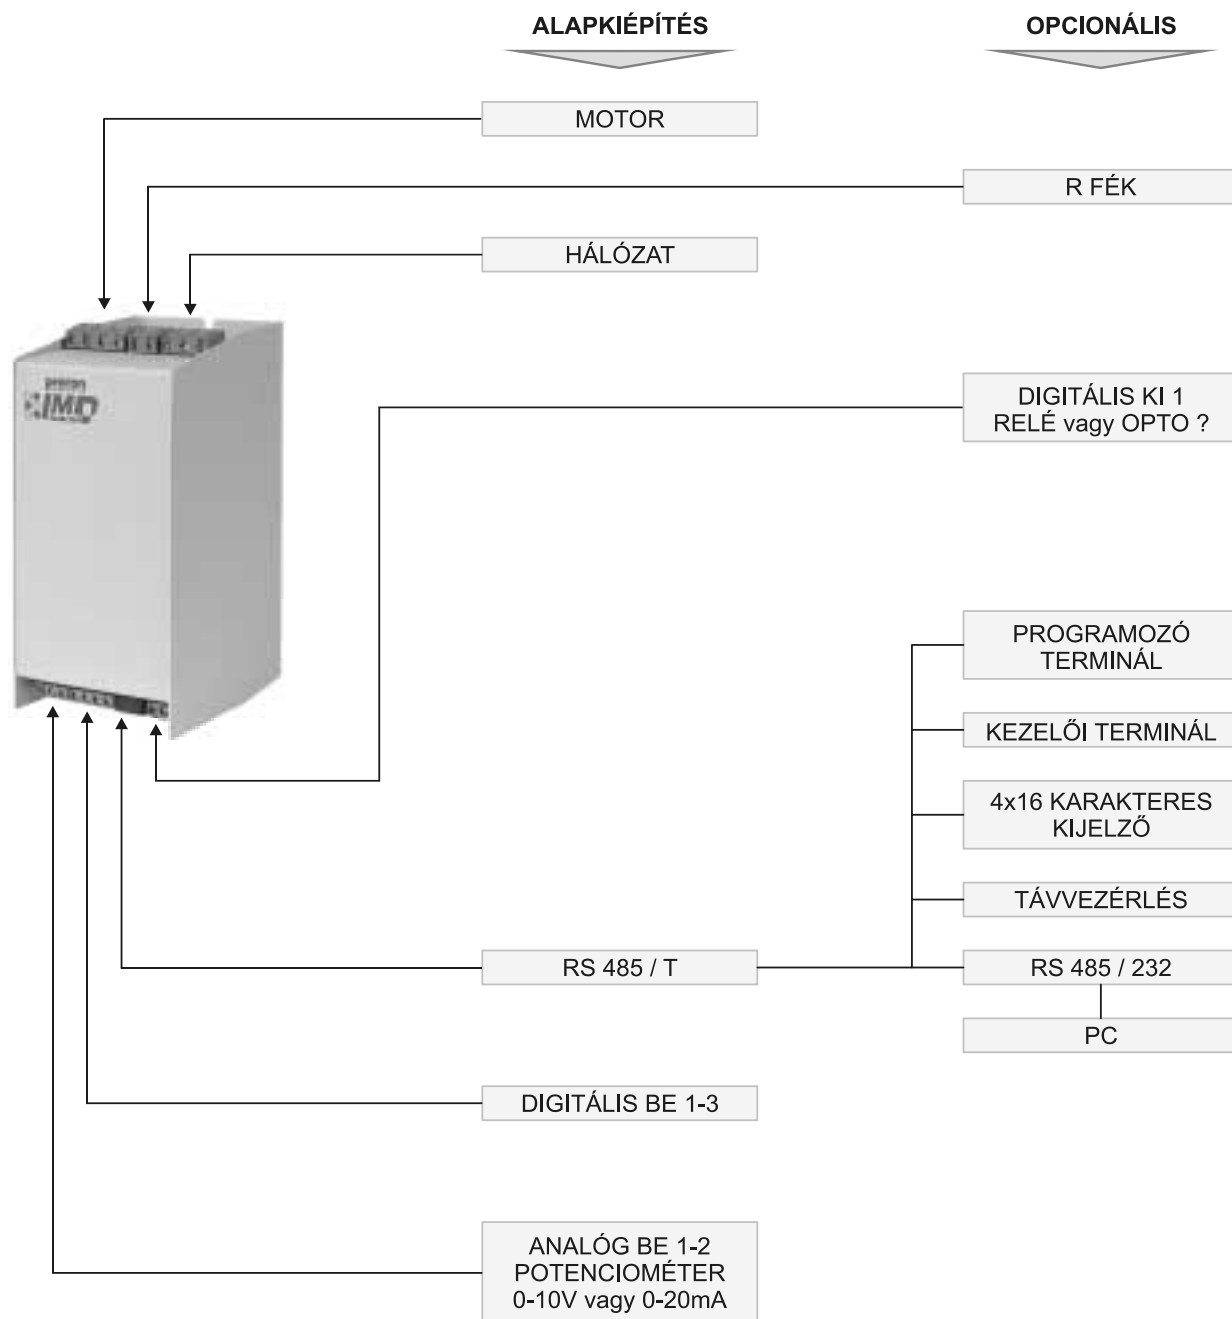 ALAPKIÉPÍTÉS
OPCIONÁLIS
MOTOR
R FÉK
HÁLÓZAT
IMD
DIGITÁLIS KI 1
RELÉ vagy OPTO ?
PROGRAMOZÓ
TERMINÁL
KEZELŐI TERMINÁL
4x16 KARAKTERES
KIJELZŐ
TÁVVEZÉRLÉS
RS 485 / T
RS 485 / 232
PC
DIGITÁLIS BE 1-3
ANALÓG BE 1-2
POTENCIOMÉTER
0-10V vagy 0-20mA